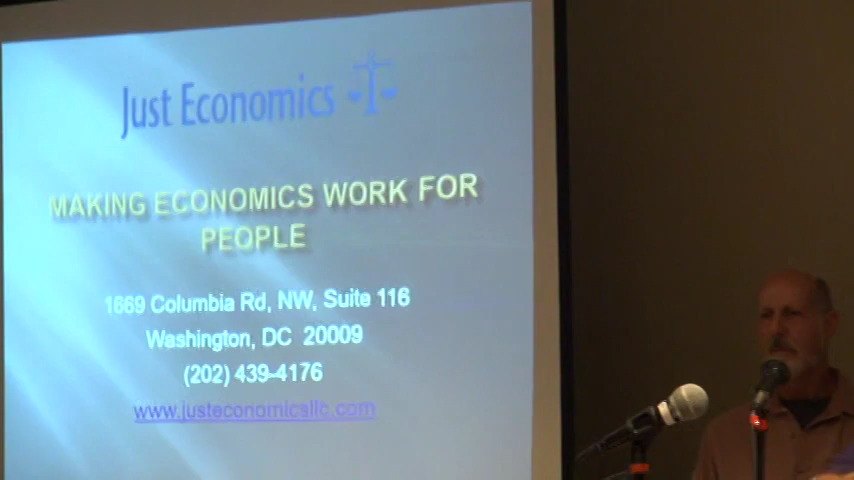 Just Economics
MAKING ECONOMICS WORK FOR
PEOPLE
1669 Columbia Rd, NW, Suite 116
Washington, DC 20009
(202) 439-4176
www.justeconomicsllc.com